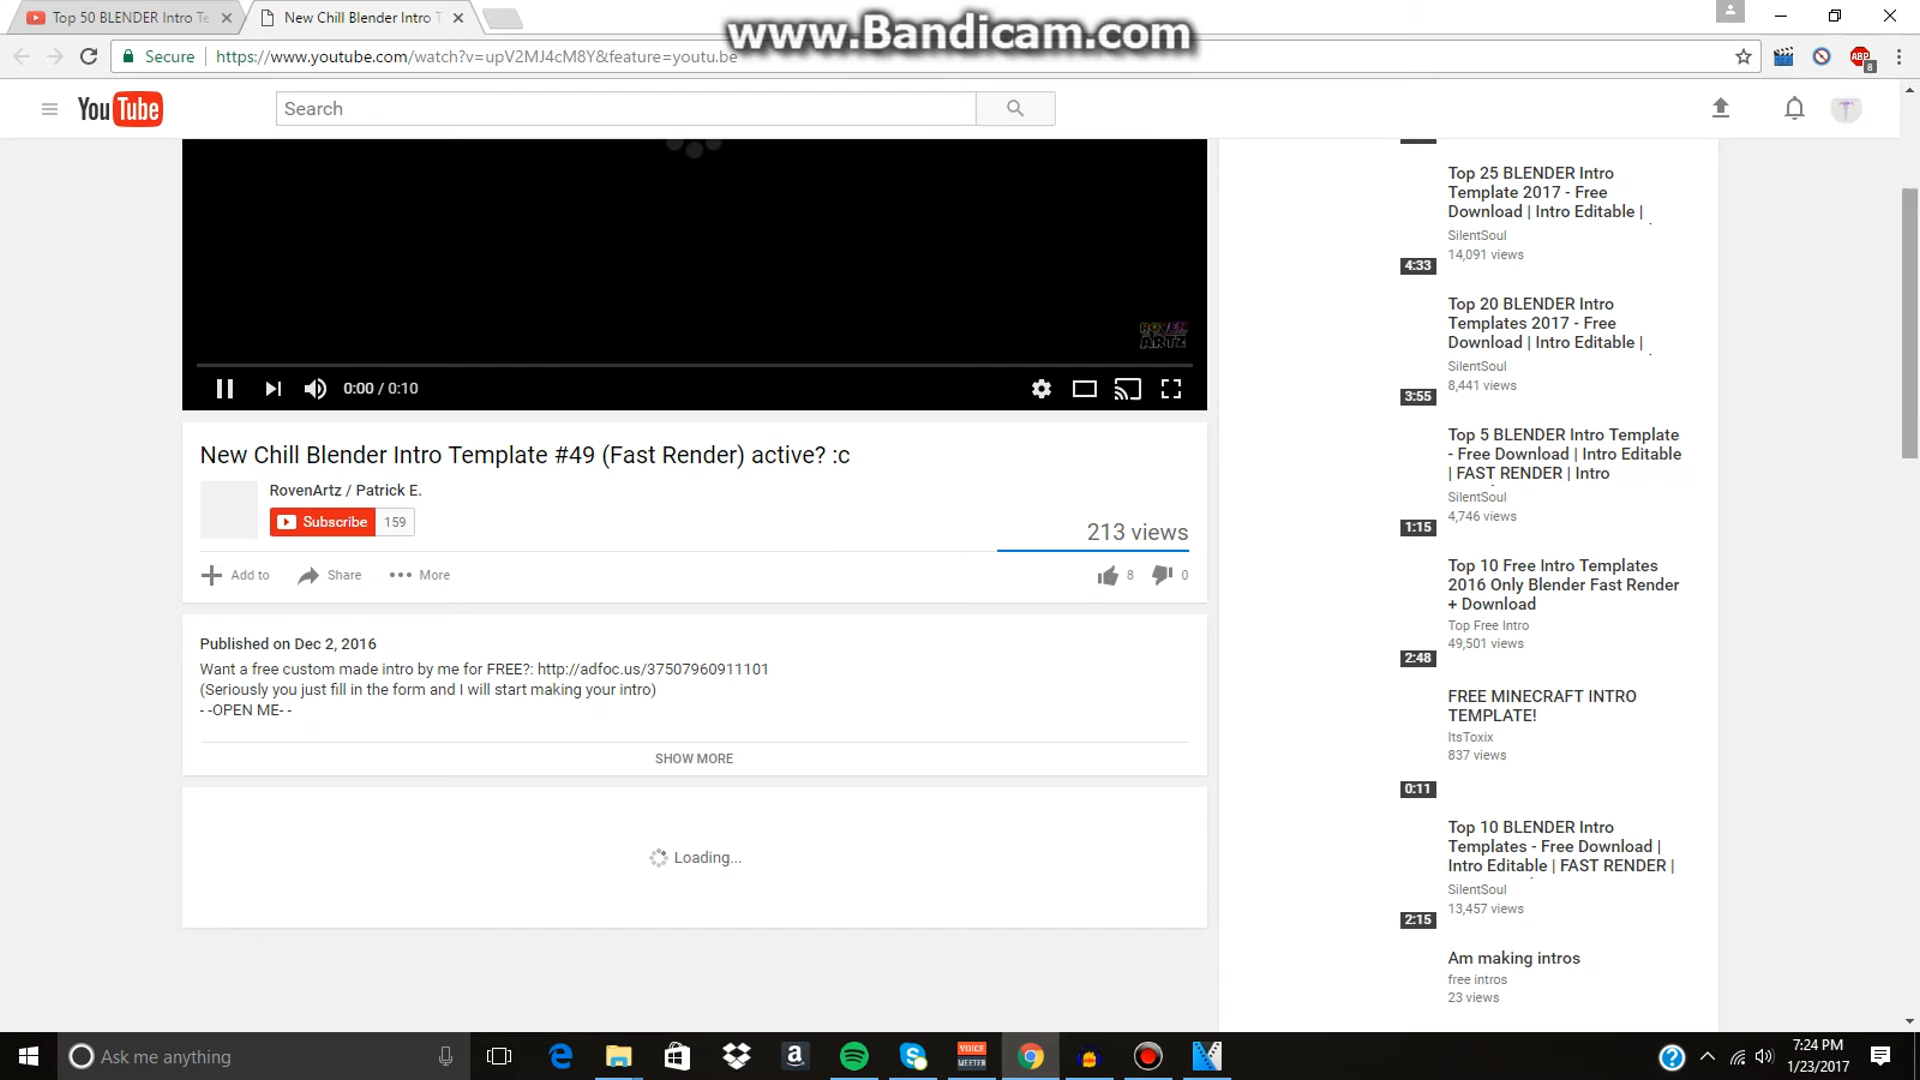 Top 50 BLENDER Intro Te
New Chill Blender Intro T
www.Bandicam.com
Secure
https://www.youtube.com/watch?v=upV2MJ4cM8Y&feature=youtu.be
ABP
8
YouTube
Search
ROVEN
ARTZ
0:00 / 0:10
New Chill Blender Intro Template #49 (Fast Render) active? :c
RovenArtz / Patrick E.
Subscribe 159
213 views
Add to Share More
8 0
Published on Dec 2, 2016
Want a free custom made intro by me for FREE?: http://adfoc.us/37507960911101
(Seriously you just fill in the form and I will start making your intro)
- -OPEN ME- -
SHOW MORE
Loading...
Top 25 BLENDER Intro
Template 2017 - Free
Download | Intro Editable |
SilentSoul
14,091 views
4:33
Top 20 BLENDER Intro
Templates 2017 - Free
Download | Intro Editable |
SilentSoul
8,441 views
3:55
Top 5 BLENDER Intro Template
- Free Download | Intro Editable
| FAST RENDER | Intro
SilentSoul
4,746 views
1:15
Top 10 Free Intro Templates
2016 Only Blender Fast Render
+ Download
Top Free Intro
49,501 views
2:48
FREE MINECRAFT INTRO
TEMPLATE!
ItsToxix
837 views
0:11
Top 10 BLENDER Intro
Templates - Free Download |
Intro Editable | FAST RENDER |
SilentSoul
13,457 views
2:15
Am making intros
free intros
23 views
Ask me anything
VOICE
MEETER
7:24 PM
1/23/2017